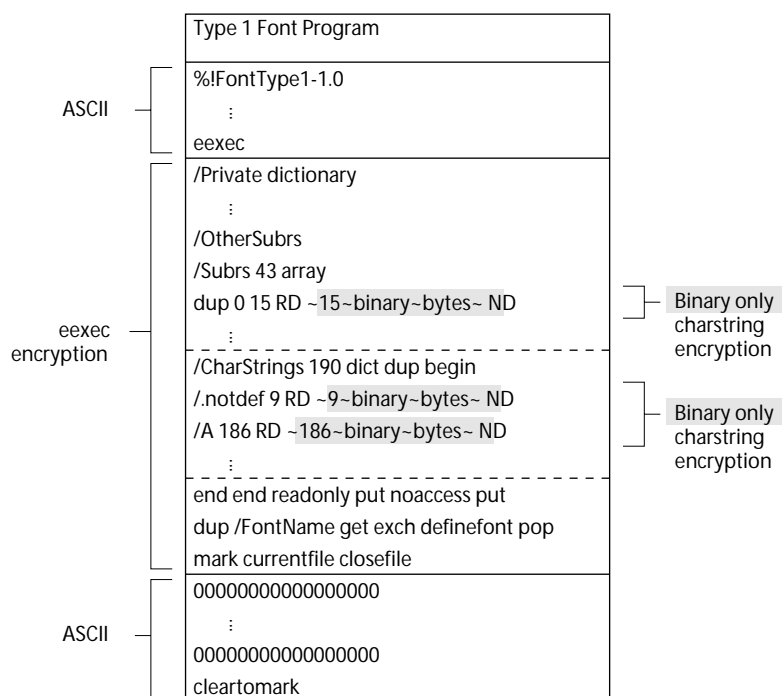 Type 1 Font Program
ASCII
%!FontType1-1.0
⋮
eexec
eexec
encryption
/Private dictionary
⋮
/OtherSubrs
/Subrs 43 array
dup 0 15 RD ~15~binary~bytes~ ND
⋮
Binary only
charstring
encryption
/CharStrings 190 dict dup begin
/.notdef 9 RD ~9~binary~bytes~ ND
/A 186 RD ~186~binary~bytes~ ND
⋮
Binary only
charstring
encryption
end end readonly put noaccess put
dup /FontName get exch definefont pop
mark currentfile closefile
ASCII
00000000000000000
⋮
00000000000000000
cleartomark